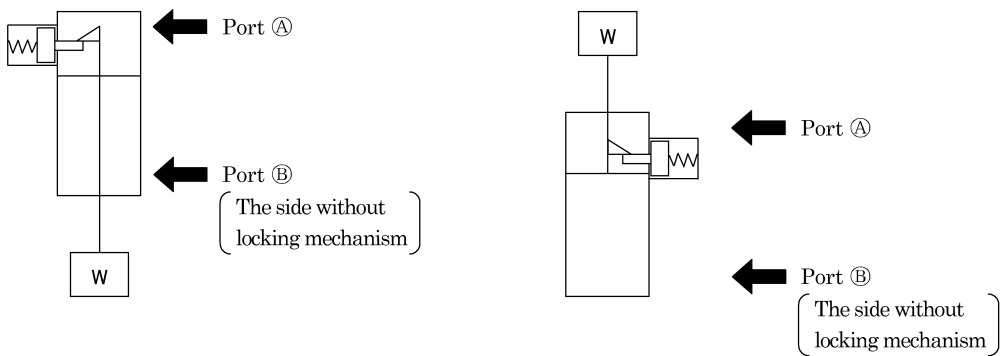 Port Ⓐ
Port Ⓑ
The side without
locking mechanism
W
W
Port Ⓐ
Port Ⓑ
The side without
locking mechanism